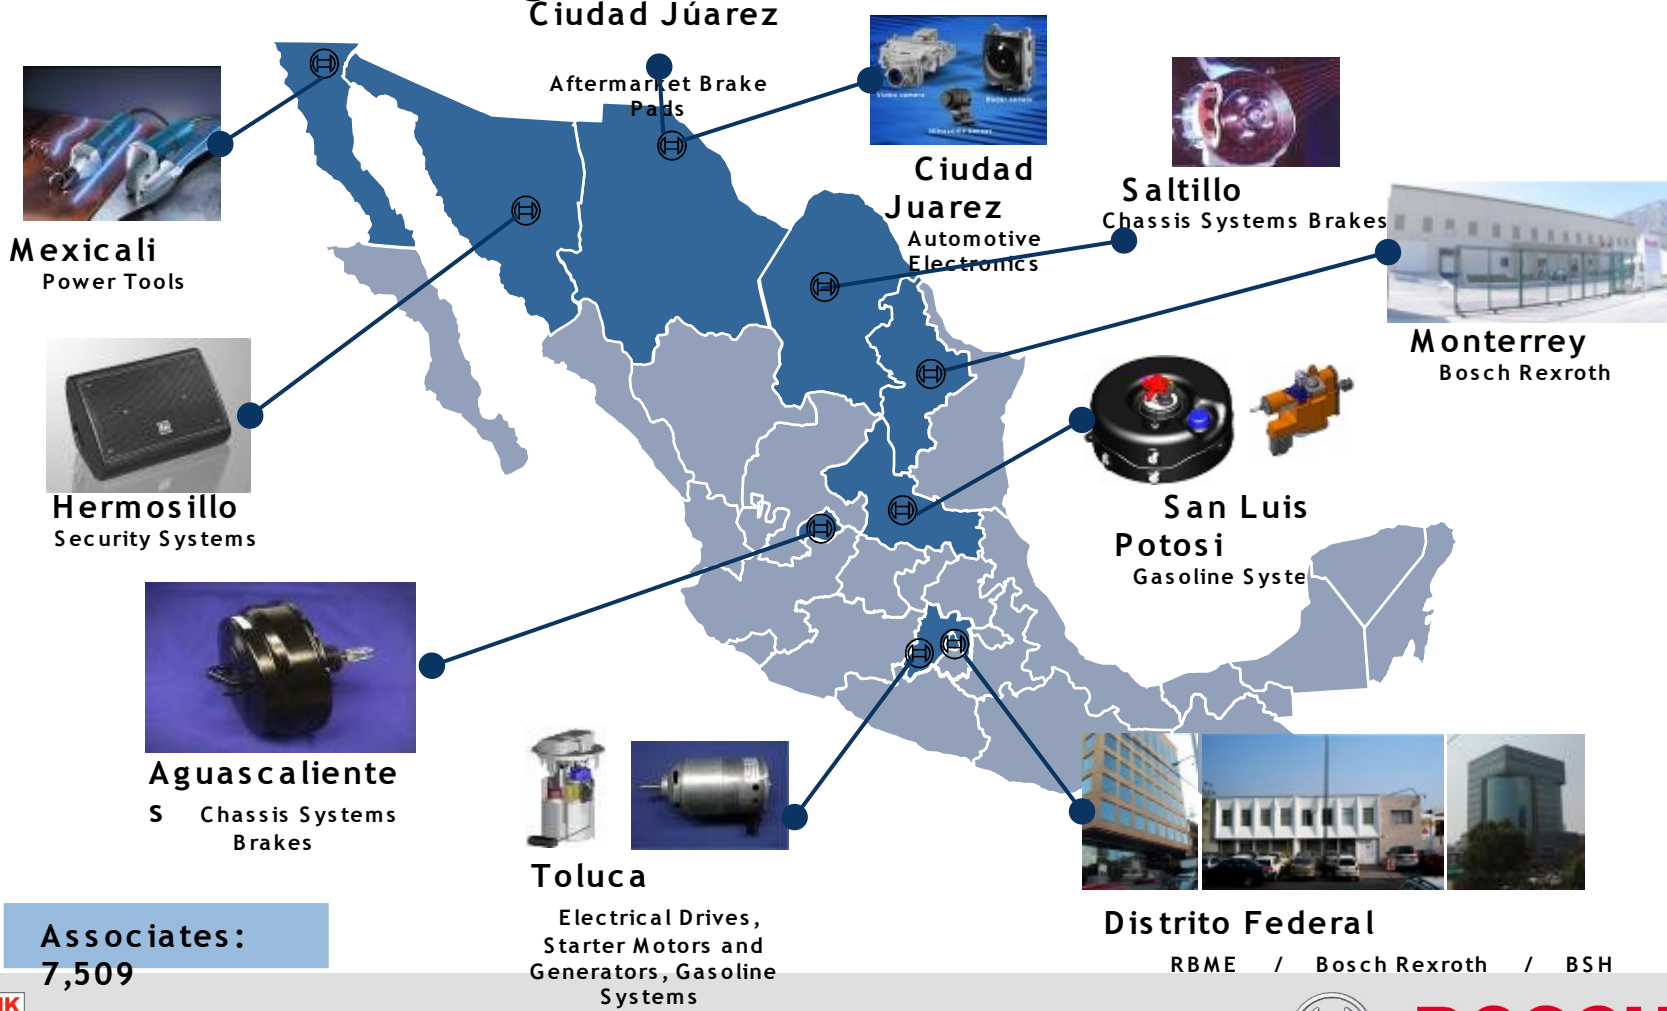 Ciudad Júarez
Aftermarket Brake
Pads
Ciudad
Juarez
Automotive
Electronics
Saltillo
Chassis Systems Brakes
Mexicali
Power Tools
Monterrey
Bosch Rexroth
Hermosillo
Security Systems
San Luis
Potosi
Gasoline Syste
Aguascaliente
s Chassis Systems
Brakes
Toluca
Electrical Drives,
Starter Motors and
Generators, Gasoline
Systems
Distrito Federal
RBME / Bosch Rexroth / BSH
Associates:
7,509
BOSCH